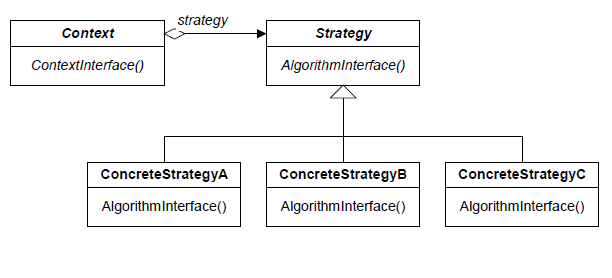 strategy
Context
Strategy
ContextInterface()
AlgorithmInterface()
ConcreteStrategyA
ConcreteStrategyB
ConcreteStrategyC
AlgorithmInterface()
AlgorithmInterface()
AlgorithmInterface()